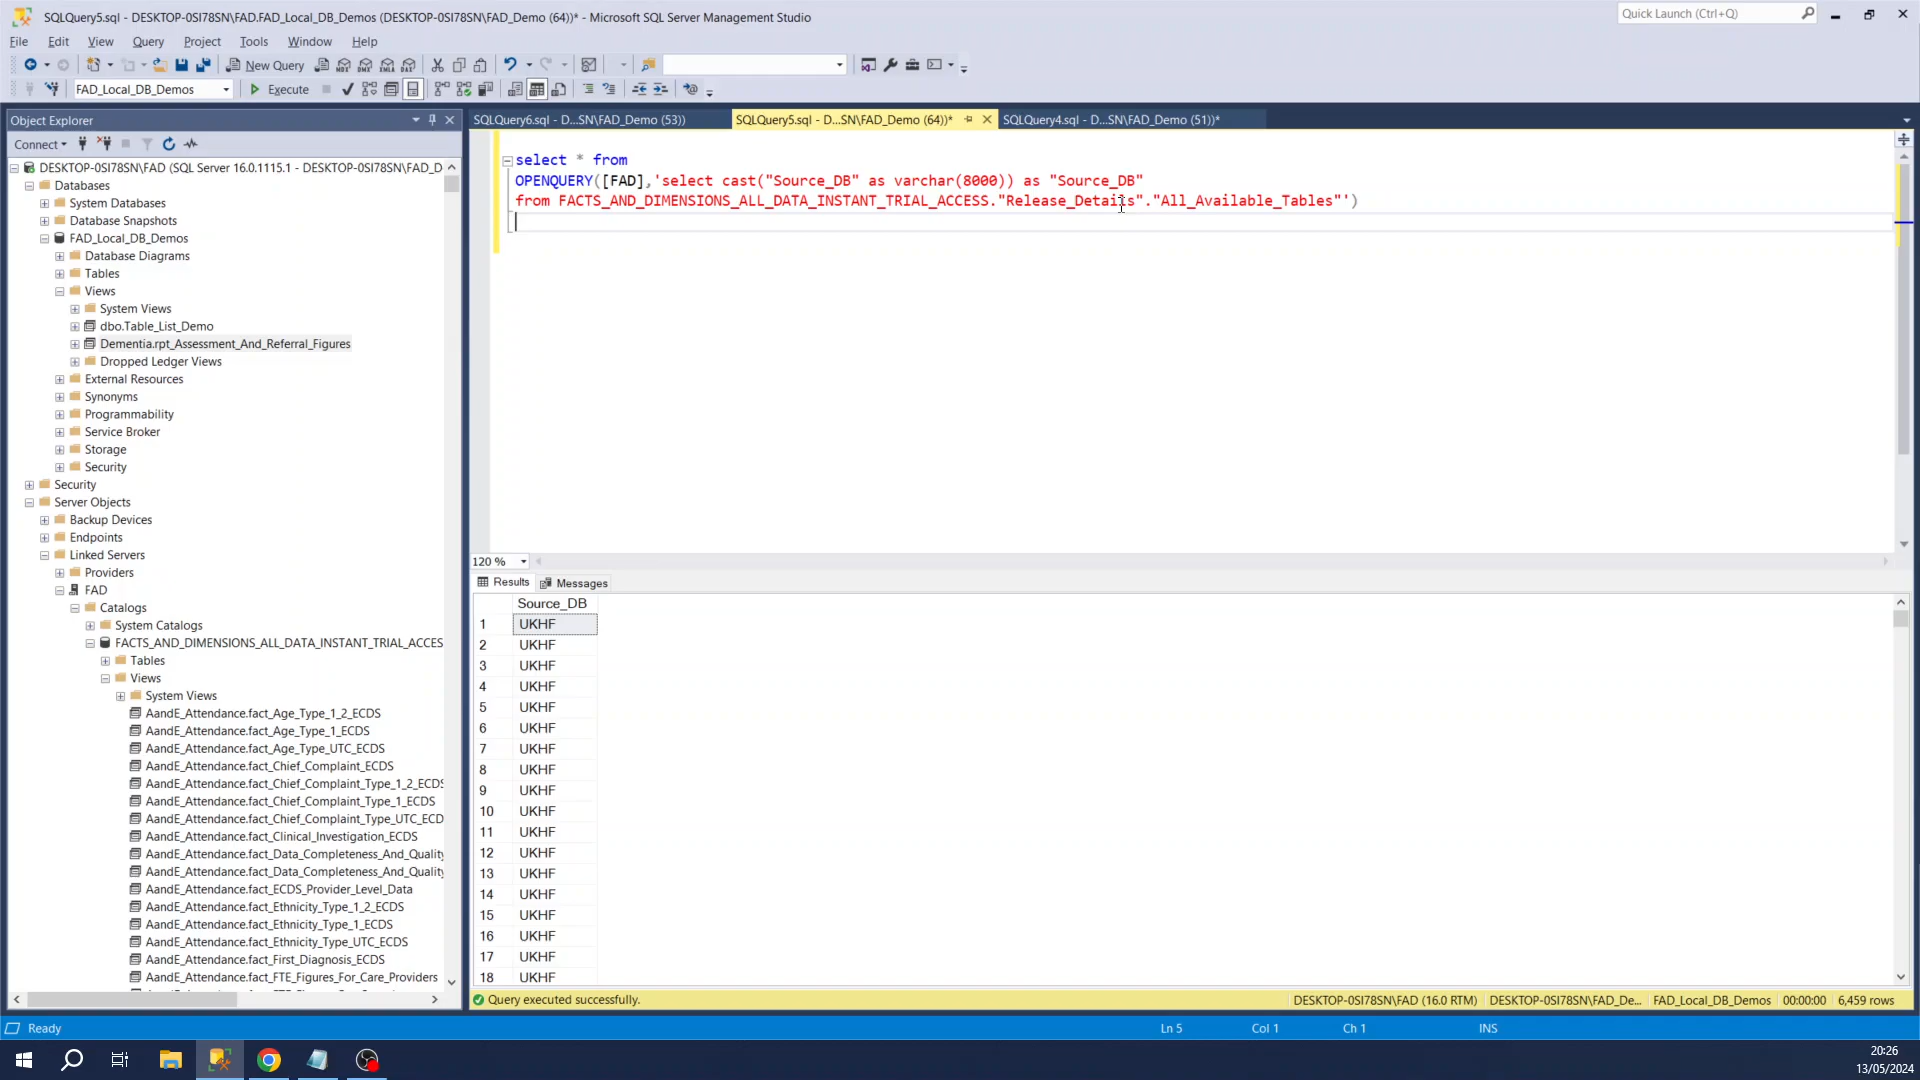 SQLQuery5.sql - DESKTOP-0SI78SN\FAD.FAD_Local_DB_Demos (DESKTOP-0SI78SN\FAD_Demo (64))* - Microsoft SQL Server Management Studio
Quick Launch (Ctrl+Q)
File Edit View Query Project Tools Window Help
New Query
FAD_Local_DB_Demos
Execute
Object Explorer
SQLQuery6.sql - D...SN\FAD_Demo (53))
SQLQuery5.sql - D...SN\FAD_Demo (64))*
SQLQuery4.sql - D...SN\FAD_Demo (51))*
Connect
DESKTOP-0SI78SN\FAD (SQL Server 16.0.1115.1 - DESKTOP-0SI78SN\FAD_D
Databases
System Databases
Database Snapshots
FAD_Local_DB_Demos
Database Diagrams
Tables
Views
System Views
dbo.Table_List_Demo
Dementia.rpt_Assessment_And_Referral_Figures
Dropped Ledger Views
External Resources
Synonyms
Programmability
Service Broker
Storage
Security
Security
Server Objects
Backup Devices
Endpoints
Linked Servers
Providers
FAD
Catalogs
System Catalogs
FACTS_AND_DIMENSIONS_ALL_DATA_INSTANT_TRIAL_ACCES
Tables
Views
System Views
AandE_Attendance.fact_Age_Type_1_2_ECDS
AandE_Attendance.fact_Age_Type_1_ECDS
AandE_Attendance.fact_Age_Type_UTC_ECDS
AandE_Attendance.fact_Chief_Complaint_ECDS
AandE_Attendance.fact_Chief_Complaint_Type_1_2_ECDS
AandE_Attendance.fact_Chief_Complaint_Type_1_ECDS
AandE_Attendance.fact_Chief_Complaint_Type_UTC_ECD
AandE_Attendance.fact_Clinical_Investigation_ECDS
AandE_Attendance.fact_Data_Completeness_And_Quality
AandE_Attendance.fact_Data_Completeness_And_Quality
AandE_Attendance.fact_ECDS_Provider_Level_Data
AandE_Attendance.fact_Ethnicity_Type_1_2_ECDS
AandE_Attendance.fact_Ethnicity_Type_1_ECDS
AandE_Attendance.fact_Ethnicity_Type_UTC_ECDS
AandE_Attendance.fact_First_Diagnosis_ECDS
AandE_Attendance.fact_FTE_Figures_For_Care_Providers
select * from
OPENQUERY([FAD],'select cast("Source_DB" as varchar(8000)) as "Source_DB"
from FACTS_AND_DIMENSIONS_ALL_DATA_INSTANT_TRIAL_ACCESS."Release_Details"."All_Available_Tables"')
120 %
Results Messages
Source_DB
1 UKHF
2 UKHF
3 UKHF
4 UKHF
5 UKHF
6 UKHF
7 UKHF
8 UKHF
9 UKHF
10 UKHF
11 UKHF
12 UKHF
13 UKHF
14 UKHF
15 UKHF
16 UKHF
17 UKHF
18 UKHF
Query executed successfully.
DESKTOP-0SI78SN\FAD (16.0 RTM) DESKTOP-0SI78SN\FAD_De... FAD_Local_DB_Demos 00:00:00 6,459 rows
Ready
Ln 5 Col 1 Ch 1 INS
20:26
13/05/2024